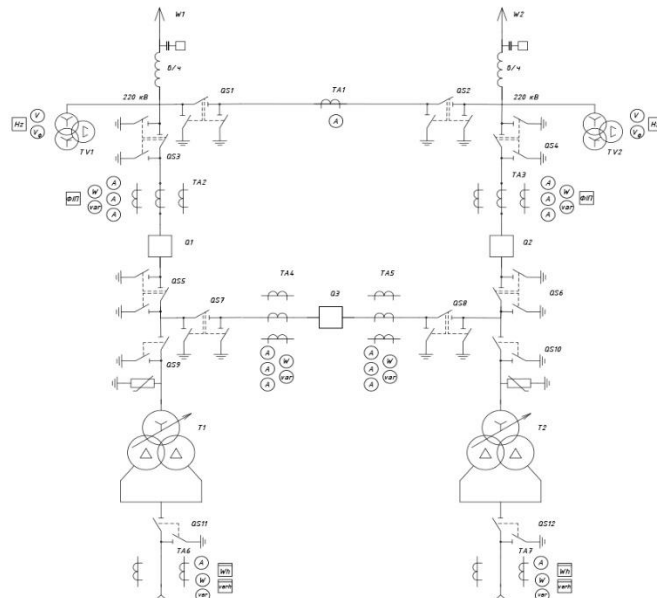 W1 W2
в/ч в/ч
220 кВ QS1 TA1 QS2 220 кВ
V V
Hz Vφ A Vφ Hz
TV1 QS3 QS4 TV2
A TA2 TA3 A
ФИП W A A W ФИП
var A A var
Q1 Q2
QS5 TA4 TA5 QS6
QS7 Q3 QS8
A W A W
QS9 A var A var QS10
A A
T1 T2
QS11 QS12
TA6 A TA7 A
Wh Wh
W varh W varh
var var